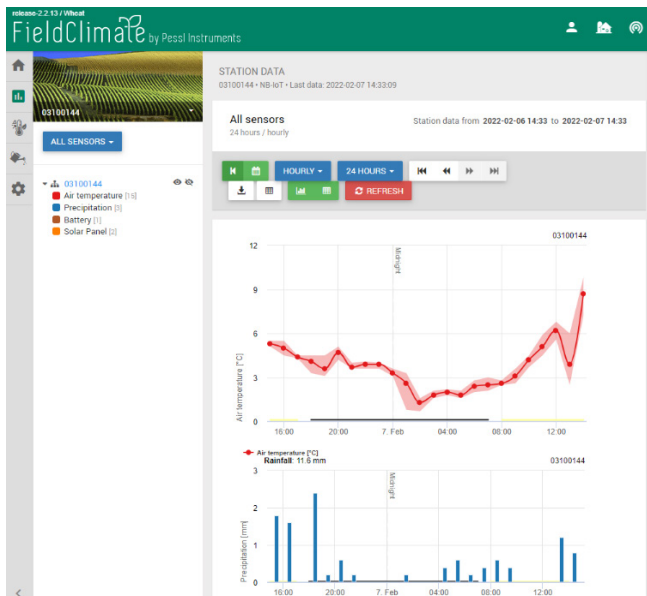 release-2.2.13 / Wheat
FieldClimate by Pessl Instruments
03100144
ALL SENSORS
03100144
Air temperature [15]
Precipitation [3]
Battery [1]
Solar Panel [2]
STATION DATA
03100144 • NB-IoT • Last data: 2022-02-07 14:33:09
All sensors
24 hours / hourly
Station data from 2022-02-06 14:33 to 2022-02-07 14:33
HOURLY
24 HOURS
REFRESH
03100144
Midnight
Air temperature [°C]
12
9
6
3
0
16:00 20:00 7. Feb 04:00 08:00 12:00
Air temperature [°C]
Rainfall: 11.6 mm
03100144
Midnight
Precipitation [mm]
3
2
1
0
16:00 20:00 7. Feb 04:00 08:00 12:00